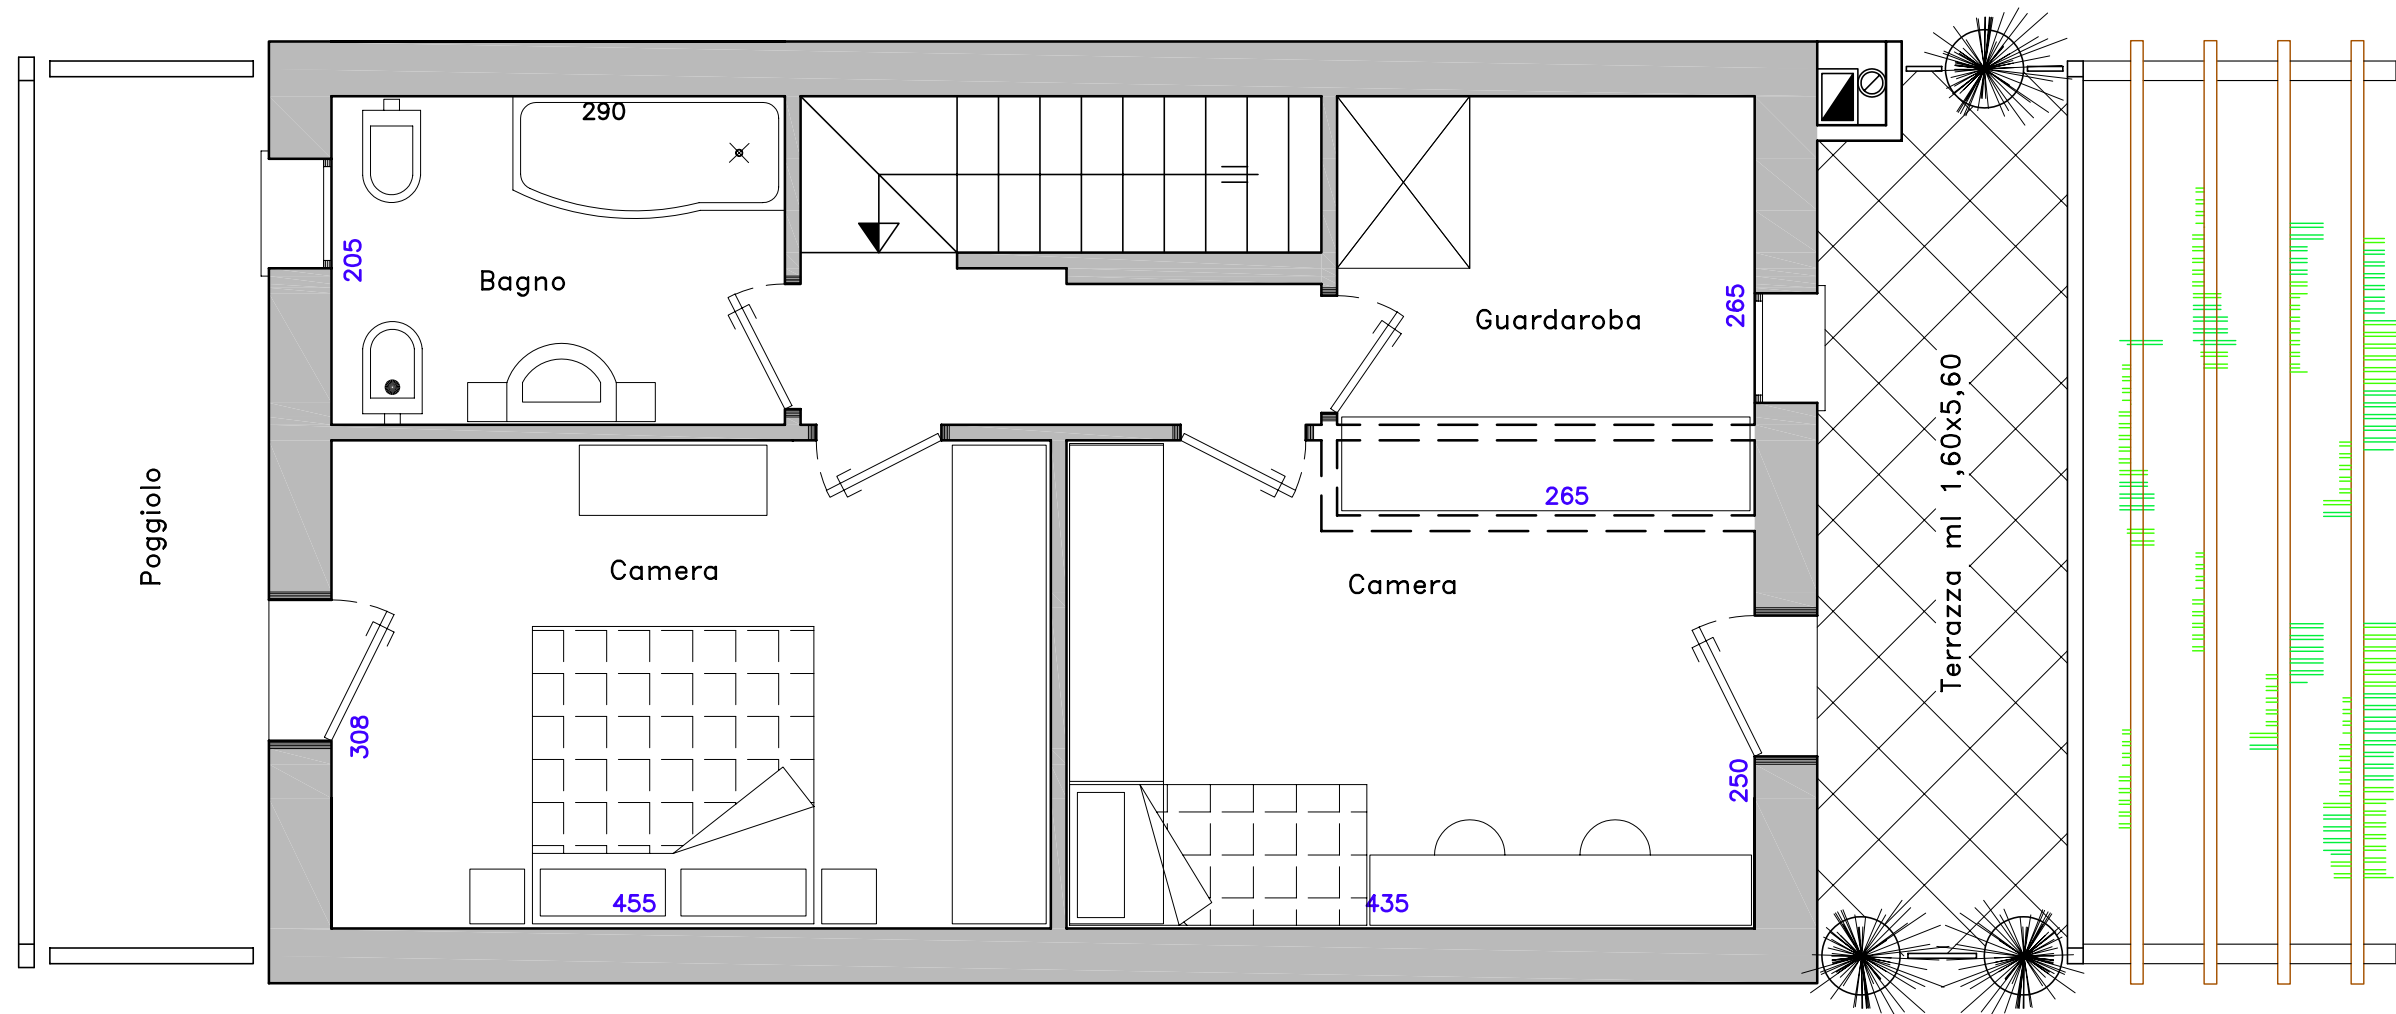 290
205
Bagno
Guardaroba
265
Terrazza ml 1,60x5,60
Poggiolo
265
Camera
Camera
308
250
455
435